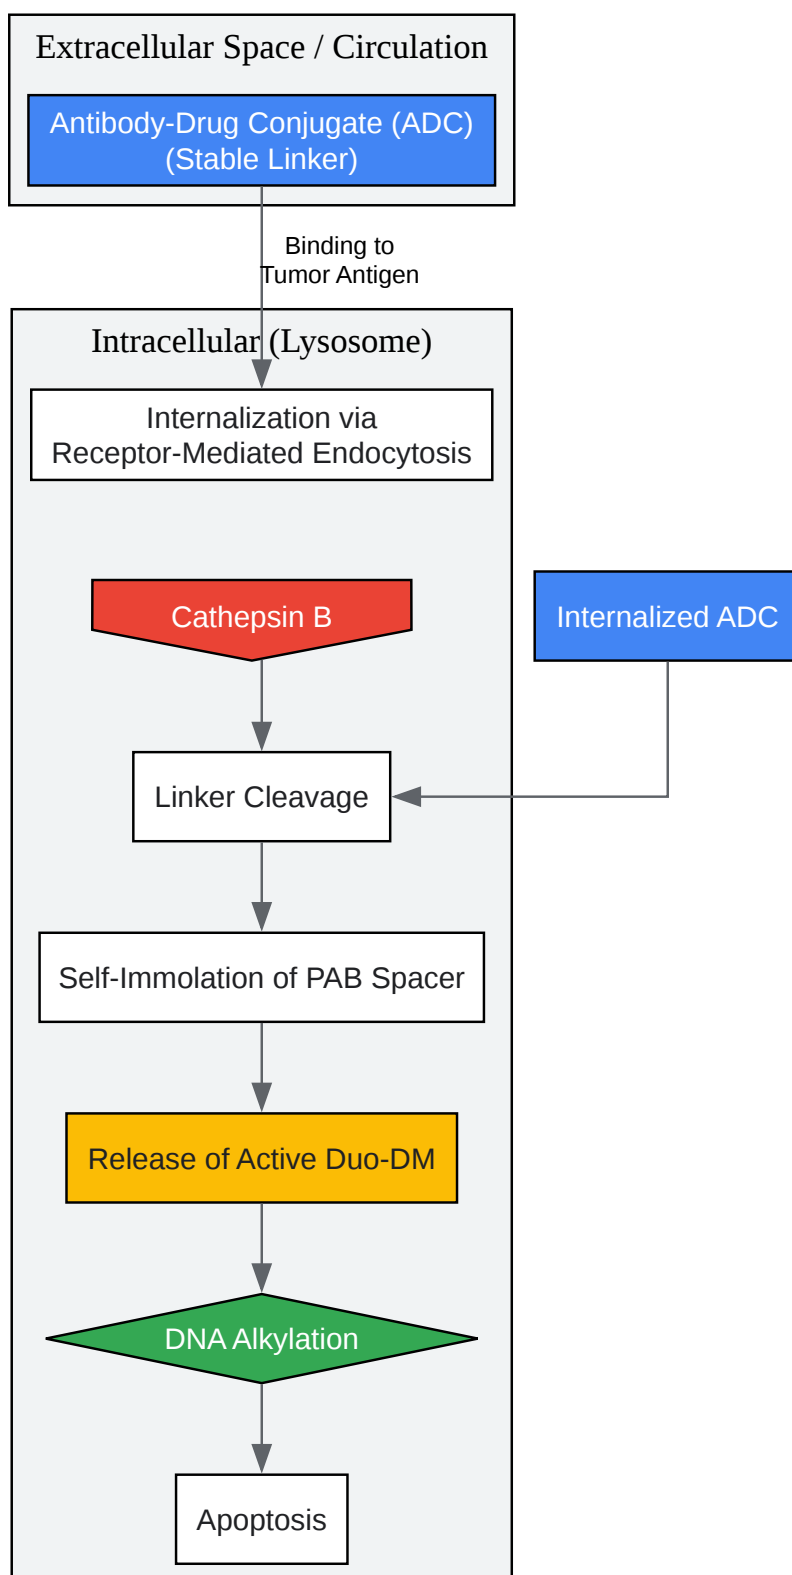 Extracellular Space / Circulation
Antibody-Drug Conjugate (ADC)
(Stable Linker)
Binding to
Tumor Antigen
Intracellular (Lysosome)
Internalization via
Receptor-Mediated Endocytosis
Cathepsin B
Internalized ADC
Linker Cleavage
Self-Immolation of PAB Spacer
Release of Active Duo-DM
DNA Alkylation
Apoptosis